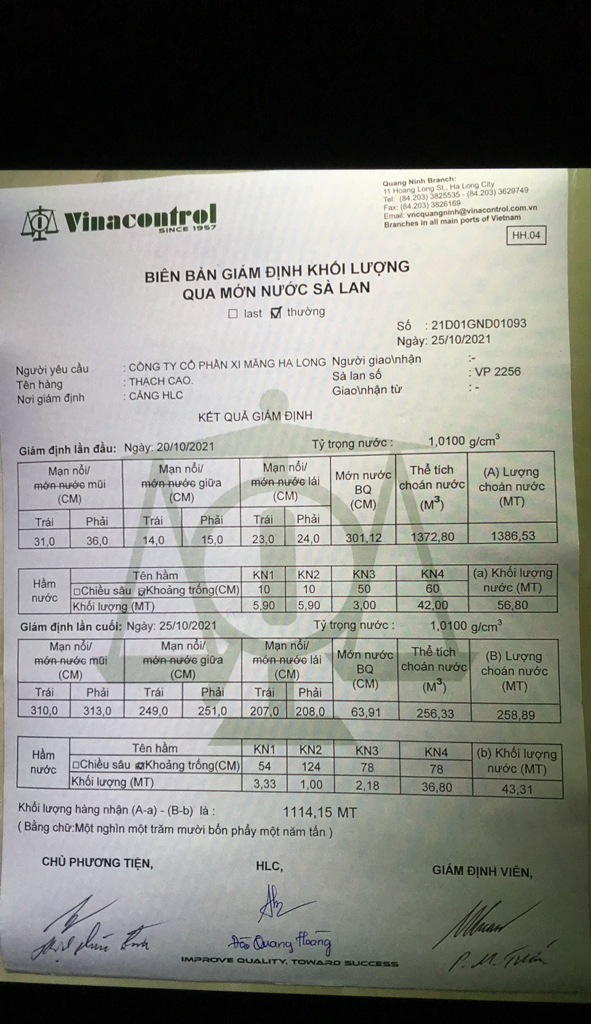 Vinacontrol
SINCE 1957
Quang Ninh Branch:
11 Hoang Long St., Ha Long City
Tel: (84.203) 3825535 - (84.203) 3629749
Fax: (84.203) 3826169
Email: vncquangninh@vinacontrol.com.vn
Branches in all main ports of Vietnam
HH.04
BIÊN BẢN GIÁM ĐỊNH KHỐI LƯỢNG
QUA MỚN NƯỚC SÀ LAN
last thường
Số : 21D01GND01093
Ngày: 25/10/2021
Người yêu cầu : CÔNG TY CỔ PHẦN XI MĂNG HẠ LONG Người giao\nhận :-
Tên hàng : THẠCH CAO. Sà lan số : VP 2256
Nơi giám định : CẢNG HLC Giao\nhận từ : -
KẾT QUẢ GIÁM ĐỊNH
Giám định lần đầu: Ngày: 20/10/2021 Tỷ trọng nước : 1,0100 g/cm3
Mạn nổi/ Mạn nổi/ Mạn nổi/ Mớn nước Thể tích (A) Lượng
món nước mũi món nước giữa món nước lái BQ choán nước choán nước
(CM) (CM) (CM) (CM) (M3) (MT)
Trái Phải Trái Phải Trái Phải
31,0 36,0 14,0 15,0 23,0 24,0 301,12 1372,80 1386,53
Hầm nước Tên hầm KN1 KN2 KN3 KN4 (a) Khối lượng nước (MT)
Chiều sâu Khoảng trống(CM) 10 10 50 60
Khối lượng (MT) 5,90 5,90 3,00 42,00 56,80
Giám định lần cuối: Ngày: 25/10/2021 Tỷ trọng nước : 1,0100 g/cm3
Mạn nổi/ Mạn nổi/ Mạn nổi/ Mớn nước Thể tích (B) Lượng
món nước mũi món nước giữa món nước lái BQ choán nước choán nước
(CM) (CM) (CM) (CM) (M3) (MT)
Trái Phải Trái Phải Trái Phải
310,0 313,0 249,0 251,0 207,0 208,0 63,91 256,33 258,89
Hầm nước Tên hầm KN1 KN2 KN3 KN4 (b) Khối lượng nước (MT)
Chiều sâu Khoảng trống(CM) 54 124 78 78
Khối lượng (MT) 3,33 1,00 2,18 36,80 43,31
Khối lượng hàng nhận (A-a) - (B-b) là : 1114,15 MT
( Bằng chữ:Một nghìn một trăm mười bốn phẩy một năm tấn )
CHỦ PHƯƠNG TIỆN, HLC, GIÁM ĐỊNH VIÊN,
Đào Quang Hoàng
IMPROVE QUALITY, TOWARD SUCCESS